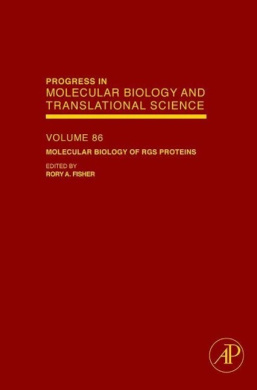 PROGRESS IN
MOLECULAR BIOLOGY AND
TRANSLATIONAL SCIENCE
VOLUME 86
MOLECULAR BIOLOGY OF RGS PROTEINS
EDITED BY
RORY A. FISHER
AP